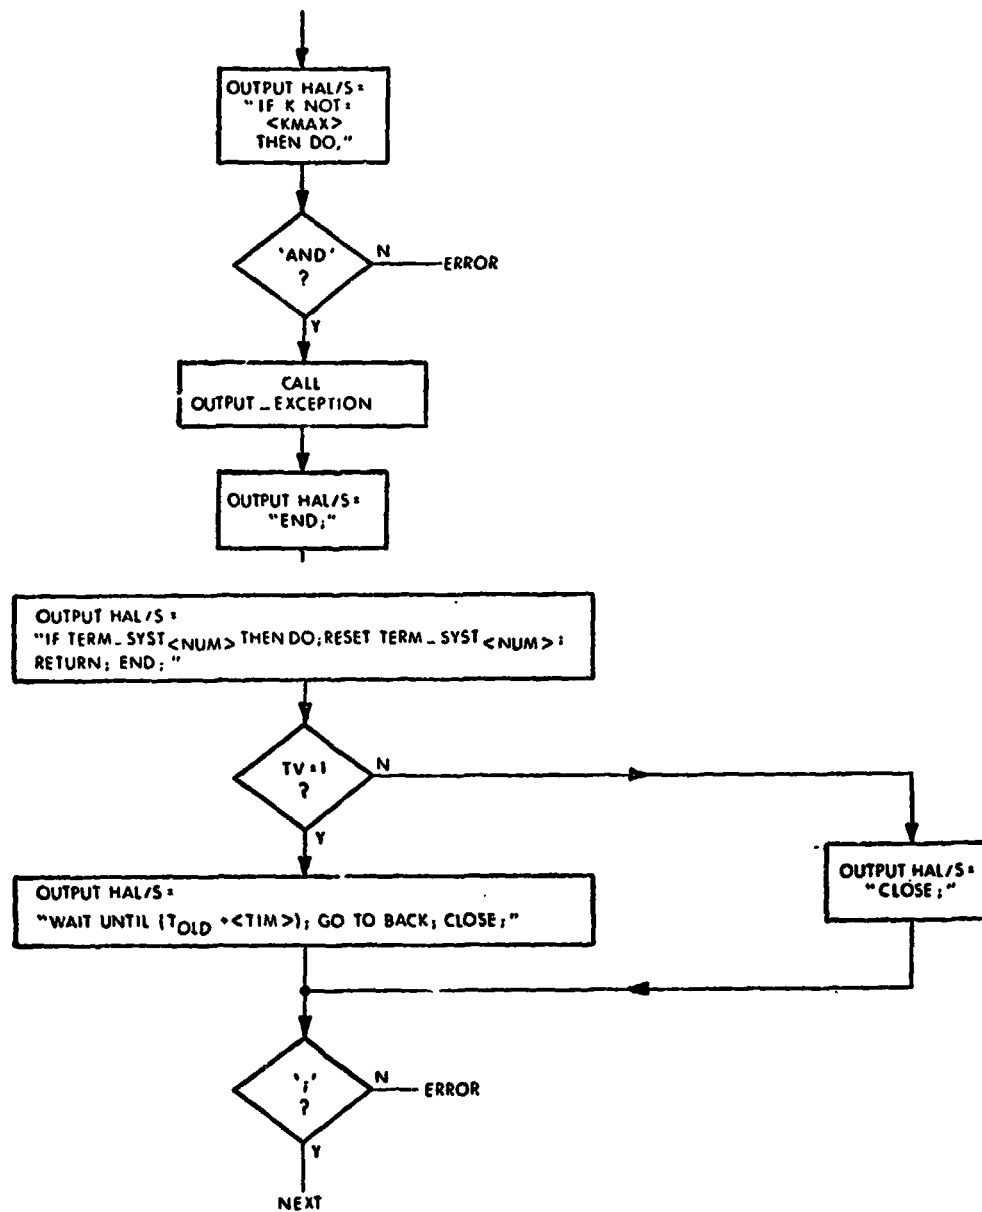 OUTPUT HAL/S =
"IF K NOT =
<KMAX>
THEN DO,"
'AND'
?
N
ERROR
Y
CALL
OUTPUT_EXCEPTION
OUTPUT HAL/S =
"END;"
OUTPUT HAL/S =
"IF TERM_SYST<NUM> THEN DO; RESET TERM_SYST<NUM>;
RETURN; END; "
TV=1
?
N
Y
OUTPUT HAL/S =
"CLOSE;"
OUTPUT HAL/S =
"WAIT UNTIL (TOLD +<TIM>); GO TO BACK; CLOSE;"
';'
?
N
ERROR
Y
NEXT